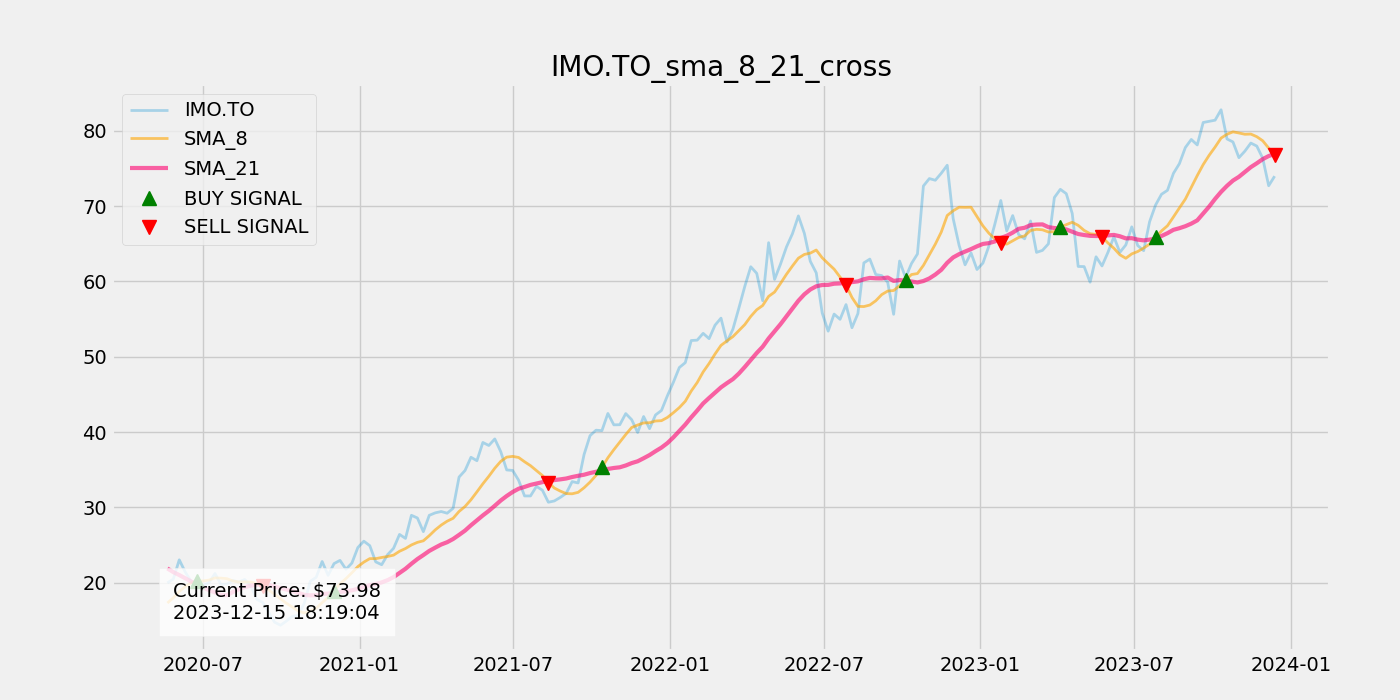 IMO.TO_sma_8_21_cross
IMO.TO
SMA_8
SMA_21
BUY SIGNAL
SELL SIGNAL
80
70
60
50
40
30
20
Current Price: $73.98
2023-12-15 18:19:04
2020-07
2021-01
2021-07
2022-01
2022-07
2023-01
2023-07
2024-01